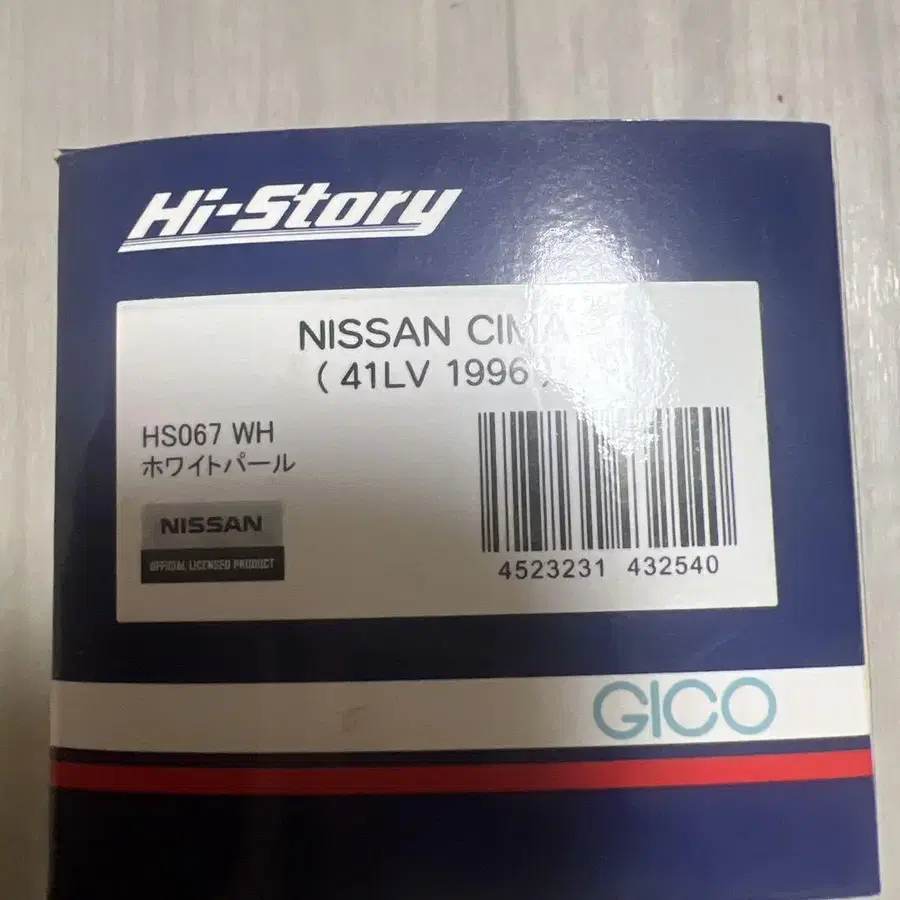 Hi-Story
NISSAN CIMA
( 41LV 1996 )
HS067 WH
ホワイトパール
NISSAN
OFFICIAL LICENSED PRODUCT
4523231 432540
GICO